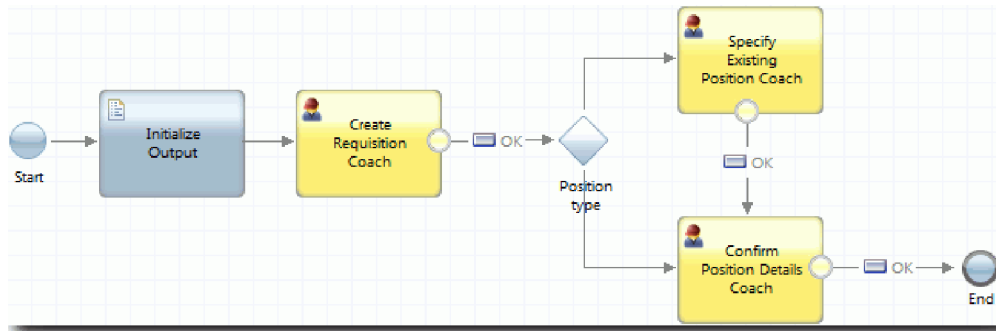 Start
Initialize
Output
Create
Requisition
Coach
OK
Position
type
Specify
Existing
Position Coach
OK
Confirm
Position Details
Coach
OK
End